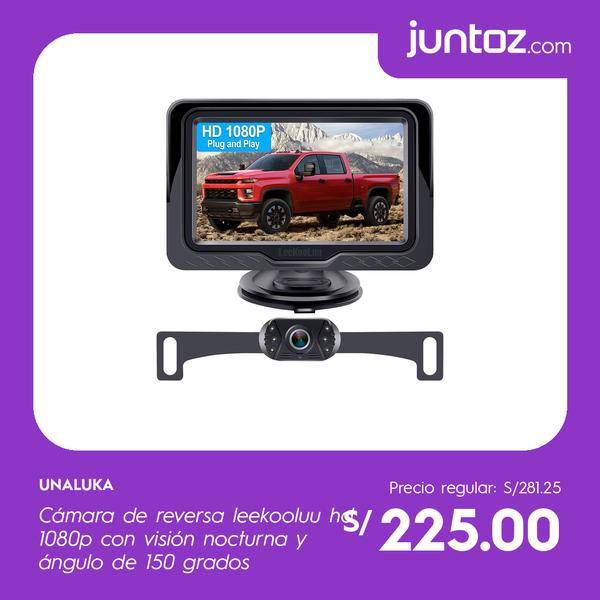 juntoz.com
HD 1080P
Plug and Play
LeeKooLuu
UNALUKA
Precio regular: S/281.25
Cámara de reversa leekooluu hd
1080p con visión nocturna y
ángulo de 150 grados
S/ 225.00